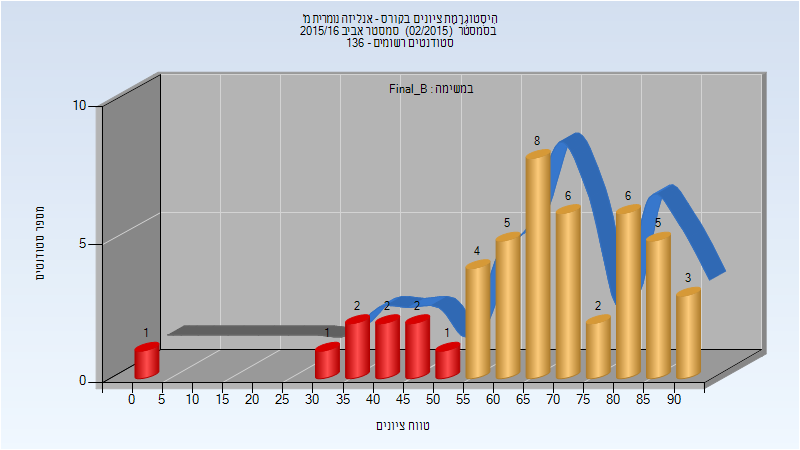 היסטוגרמת ציונים בקורס - אנליזה נומרית מ'
בסמסטר (02/2015) סמסטר אביב 2015/16
סטודנטים רשומים - 136
במשימה : Final_B
מספר סטודנטים
10
5
0
1
1
2
2
2
1
4
5
8
6
2
6
5
3
0 5 10 15 20 25 30 35 40 45 50 55 60 65 70 75 80 85 90
טווח ציונים